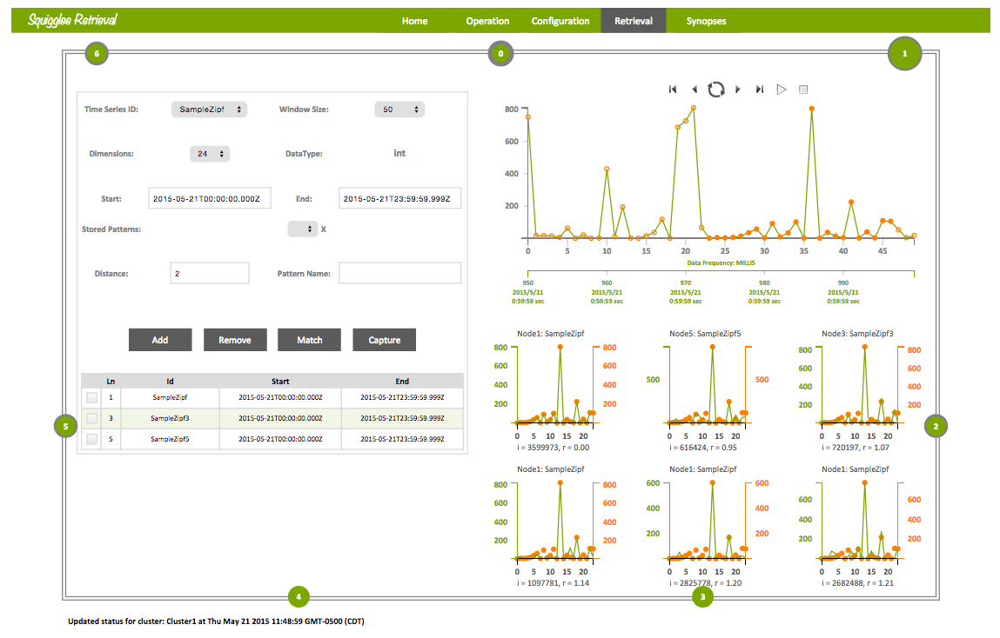 Squigglee Retrieval
Home Operation Configuration Retrieval Synopses
6 0 1
Time Series ID: SampleZipf Window Size: 50
Dimensions: 24 DataType: int
Start: 2015-05-21T00:00:00.000Z End: 2015-05-21T23:59:59.999Z
Stored Patterns: X
Distance: 2 Pattern Name:
Add Remove Match Capture
Ln Id Start End
1 SampleZipf 2015-05-21T00:00:00.000Z 2015-05-21T23:59:59.999Z
3 SampleZipf3 2015-05-21T00:00:00.000Z 2015-05-21T23:59:59.999Z
5 SampleZipf5 2015-05-21T00:00:00.000Z 2015-05-21T23:59:59.999Z
5
800
600
400
200
0 5 10 15 20 25 30 35 40 45
Data Frequency: MILLIS
950 960 970 980 990
2015/5/21 2015/5/21 2015/5/21 2015/5/21 2015/5/21
0:59:59 sec 0:59:59 sec 0:59:59 sec 0:59:59 sec 0:59:59 sec
Node1: SampleZipf
800 800
600 600
400 400
200 200
0 5 10 15 20
i = 3599973, r = 0.00
Node5: SampleZipf5
500 500
0 5 10 15 20
i = 616424, r = 0.95
Node3: SampleZipf3
800 800
600 600
400 400
200 200
0 5 10 15 20
i = 720197, r = 1.07
2
Node1: SampleZipf
800 800
600 600
400 400
200 200
0 5 10 15 20
i = 1097781, r = 1.14
Node1: SampleZipf
600 600
400 400
200 200
0 5 10 15 20
i = 2825778, r = 1.20
Node1: SampleZipf
600 600
400 400
200 200
0 5 10 15 20
i = 2682488, r = 1.21
4 3
Updated status for cluster: Cluster1 at Thu May 21 2015 11:48:59 GMT-0500 (CDT)